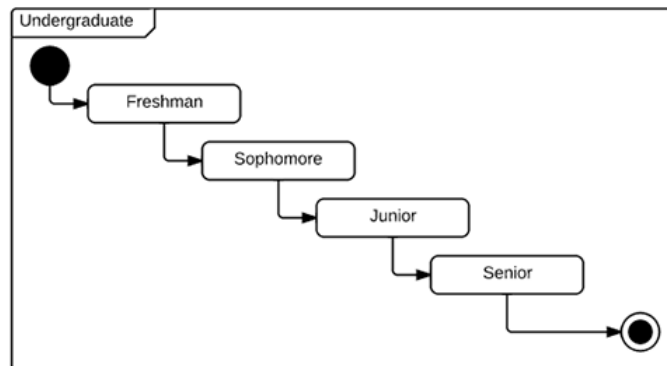 Undergraduate
Freshman
Sophomore
Junior
Senior